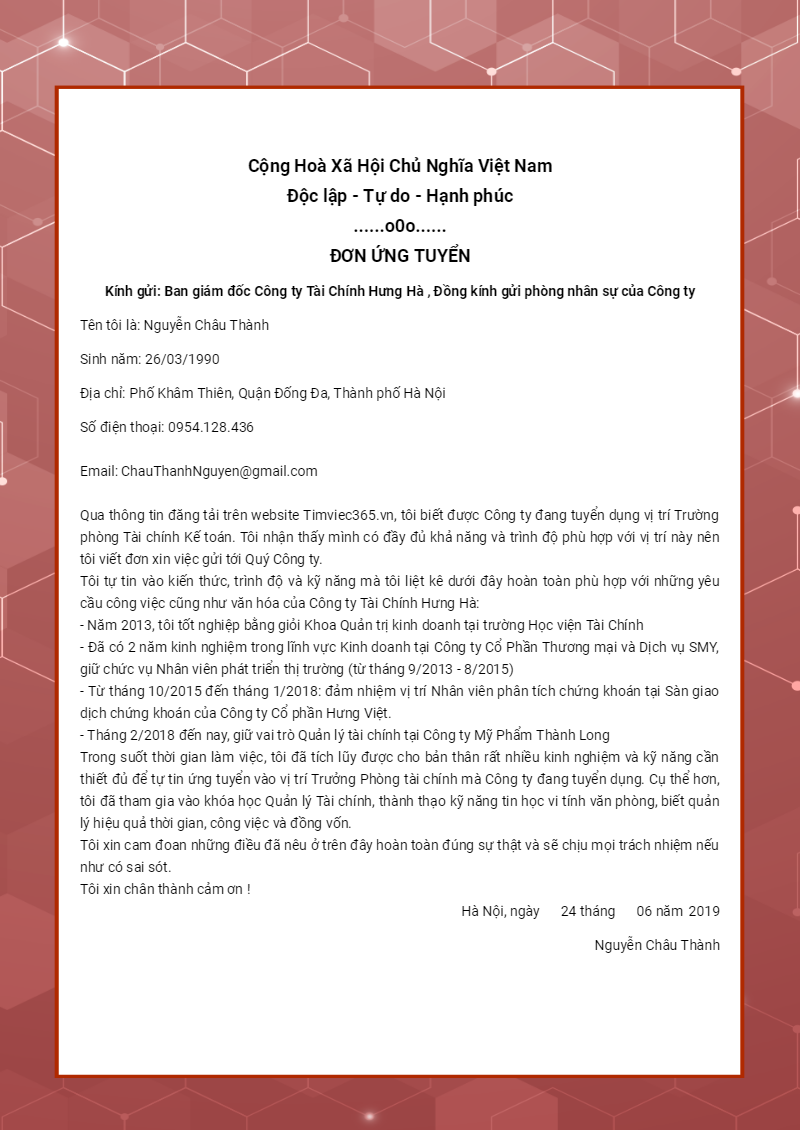 Cộng Hoà Xã Hội Chủ Nghĩa Việt Nam
Độc lập - Tự do - Hạnh phúc
......o0o......
ĐƠN ỨNG TUYỂN
Kính gửi: Ban giám đốc Công ty Tài Chính Hưng Hà , Đồng kính gửi phòng nhân sự của Công ty
Tên tôi là: Nguyễn Châu Thành
Sinh năm: 26/03/1990
Địa chỉ: Phố Khâm Thiên, Quận Đống Đa, Thành phố Hà Nội
Số điện thoại: 0954.128.436
Email: ChauThanhNguyen@gmail.com
Qua thông tin đăng tải trên website Timviec365.vn, tôi biết được Công ty đang tuyển dụng vị trí Trường
phòng Tài chính Kế toán. Tôi nhận thấy mình có đầy đủ khả năng và trình độ phù hợp với vị trí này nên
tôi viết đơn xin việc gửi tới Quý Công ty.
Tôi tự tin vào kiến thức, trình độ và kỹ năng mà tôi liệt kê dưới đây hoàn toàn phù hợp với những yêu
cầu công việc cũng như văn hóa của Công ty Tài Chính Hưng Hà:
- Năm 2013, tôi tốt nghiệp bằng giỏi Khoa Quản trị kinh doanh tại trường Học viện Tài Chính
- Đã có 2 năm kinh nghiệm trong lĩnh vực Kinh doanh tại Công ty Cổ Phần Thương mại và Dịch vụ SMY,
giữ chức vụ Nhân viên phát triển thị trường (từ tháng 9/2013 - 8/2015)
- Từ tháng 10/2015 đến tháng 1/2018: đảm nhiệm vị trí Nhân viên phân tích chứng khoán tại Sàn giao
dịch chứng khoán của Công ty Cổ phần Hưng Việt.
- Tháng 2/2018 đến nay, giữ vai trò Quản lý tài chính tại Công ty Mỹ Phẩm Thành Long
Trong suốt thời gian làm việc, tôi đã tích lũy được cho bản thân rất nhiều kinh nghiệm và kỹ năng cần
thiết đủ để tự tin ứng tuyển vào vị trí Trưởng Phòng tài chính mà Công ty đang tuyển dụng. Cụ thể hơn,
tôi đã tham gia vào khóa học Quản lý Tài chính, thành thạo kỹ năng tin học vi tính văn phòng, biết quản
lý hiệu quả thời gian, công việc và đồng vốn.
Tôi xin cam đoan những điều đã nêu ở trên đây hoàn toàn đúng sự thật và sẽ chịu mọi trách nhiệm nếu
như có sai sót.
Tôi xin chân thành cảm ơn !
Hà Nội, ngày 24 tháng 06 năm 2019
Nguyễn Châu Thành